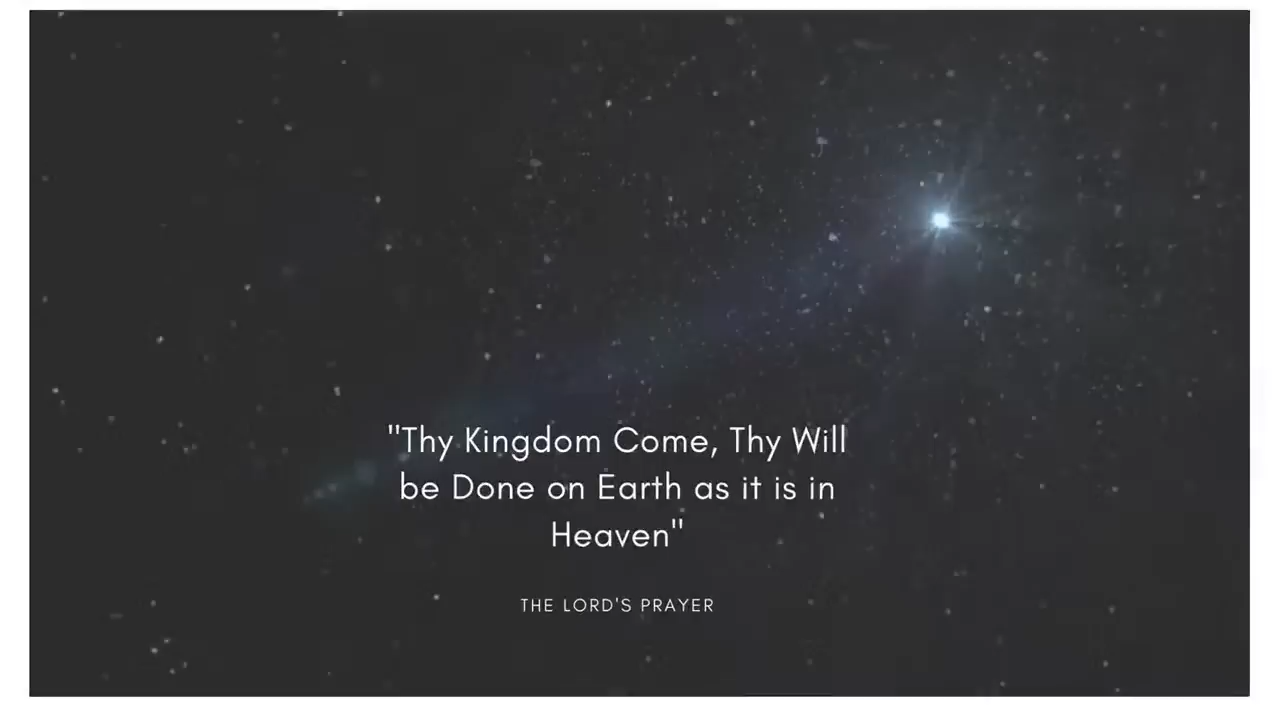 "Thy Kingdom Come, Thy Will
be Done on Earth as it is in
Heaven"
THE LORD'S PRAYER